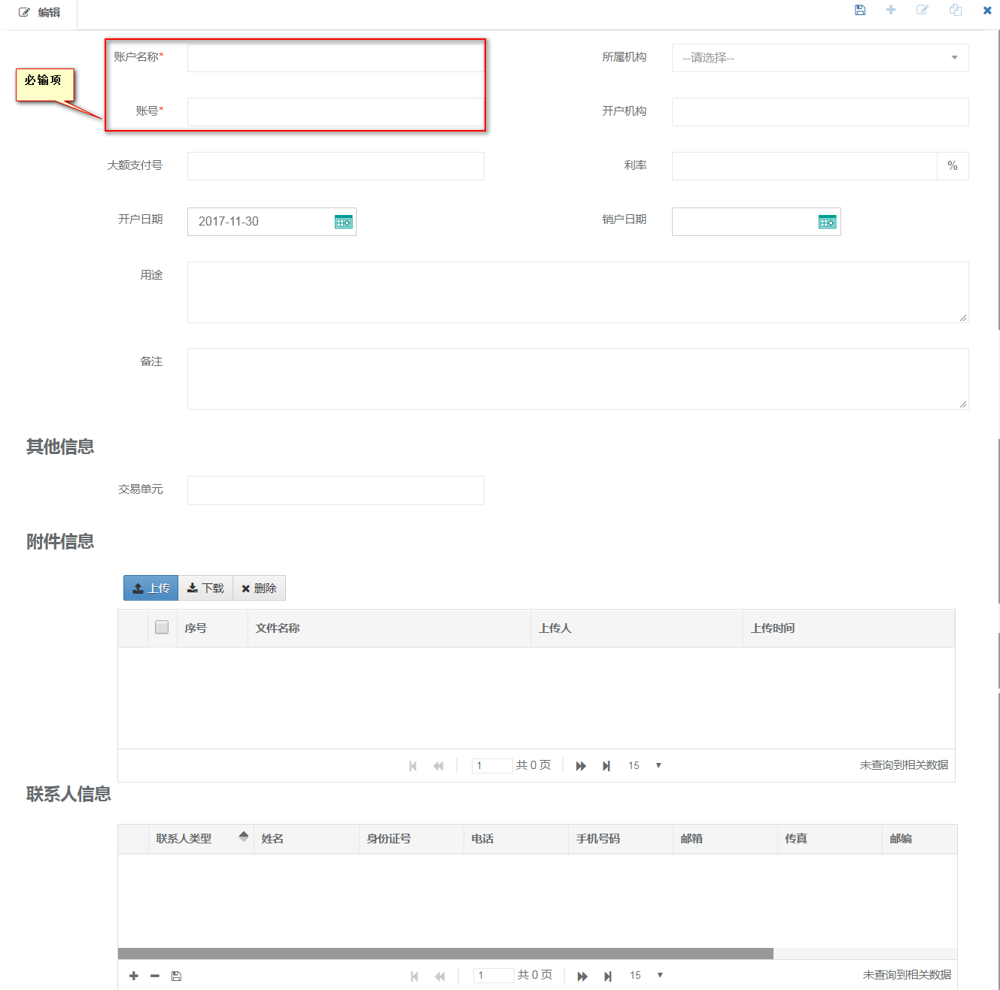 编辑
账户名称*
所属机构 --请选择--
必输项
账号*
开户机构
大额支付号
利率 %
开户日期 2017-11-30
销户日期
用途
备注
其他信息
交易单元
附件信息
上传 下载 删除
序号 文件名称 上传人 上传时间
1 共 0 页 15 未查询到相关数据
联系人信息
联系人类型 姓名 身份证号 电话 手机号码 邮箱 传真 邮编
1 共 0 页 15 未查询到相关数据